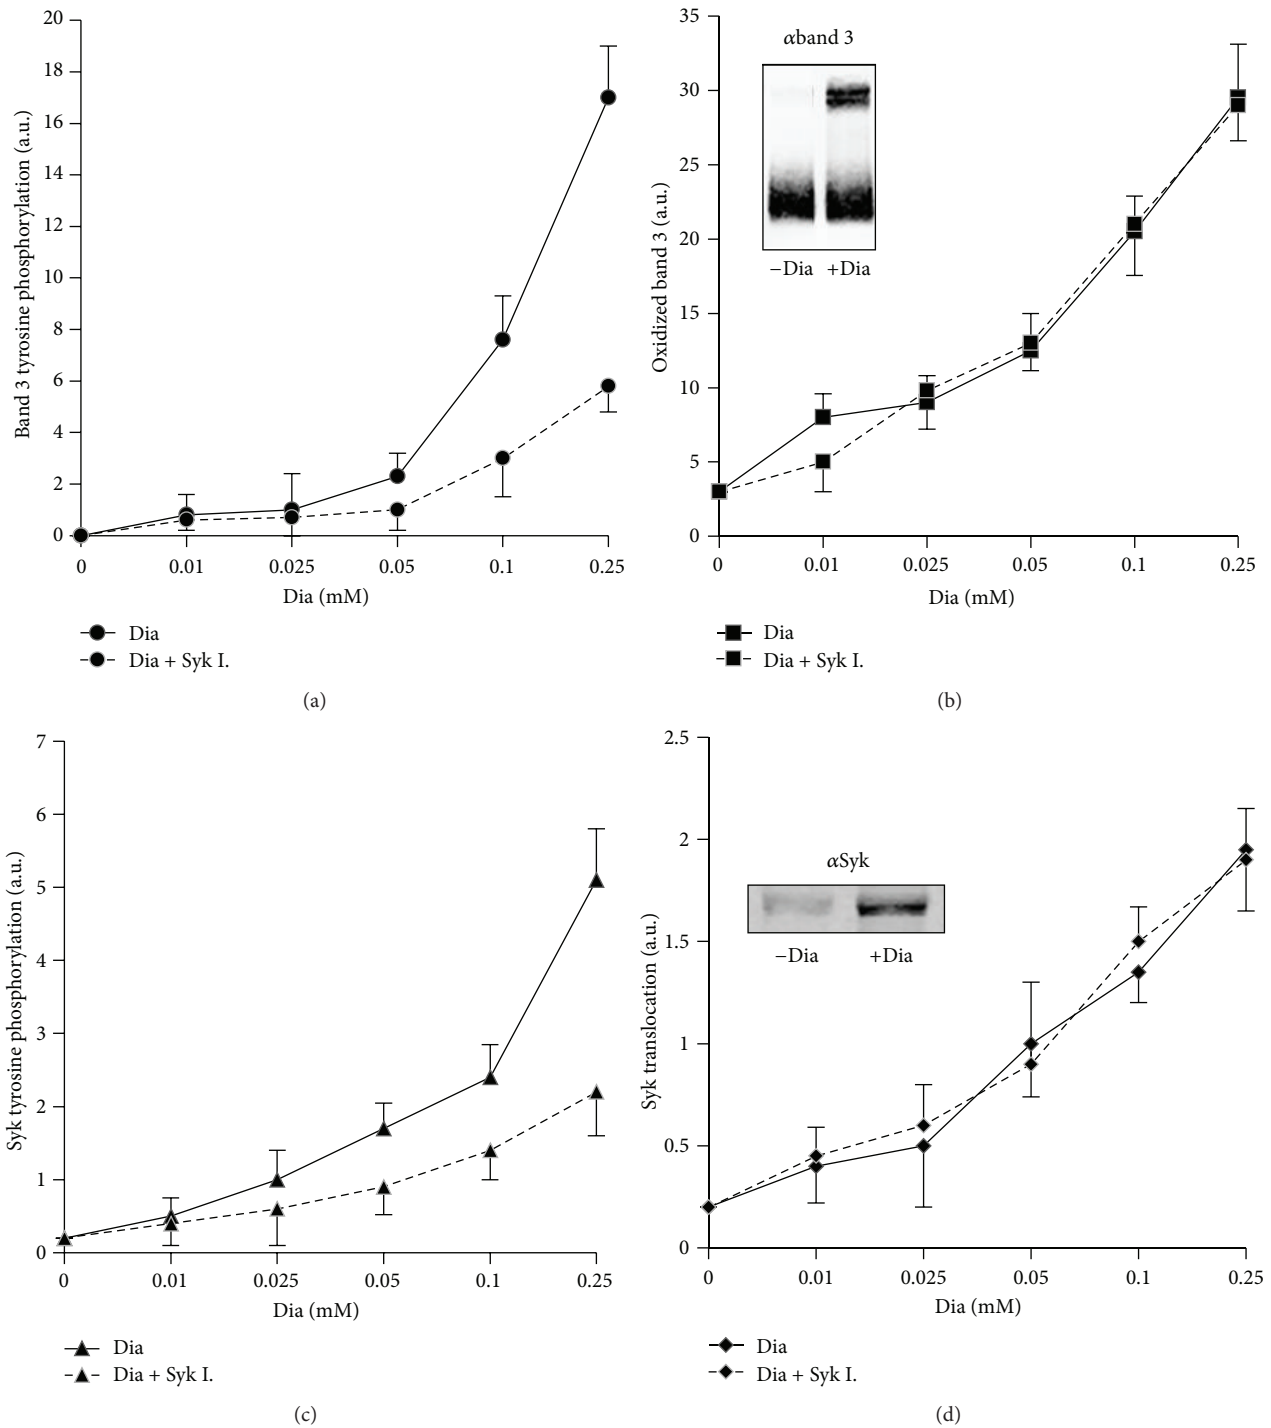 20
18
16
14
12
10
8
6
4
2
0
Band 3 tyrosine phosphorylation (a.u.)
0 0.01 0.025 0.05 0.1 0.25
Dia (mM)
Dia
Dia + Syk I.
(a)
35
30
25
20
15
10
5
0
Oxidized band 3 (a.u.)
αband 3
−Dia +Dia
0 0.01 0.025 0.05 0.1 0.25
Dia (mM)
Dia
Dia + Syk I.
(b)
7
6
5
4
3
2
1
0
Syk tyrosine phosphorylation (a.u.)
0 0.01 0.025 0.05 0.1 0.25
Dia (mM)
Dia
Dia + Syk I.
(c)
2.5
2
1.5
1
0.5
0
Syk translocation (a.u.)
αSyk
−Dia +Dia
0 0.01 0.025 0.05 0.1 0.25
Dia (mM)
Dia
Dia + Syk I.
(d)